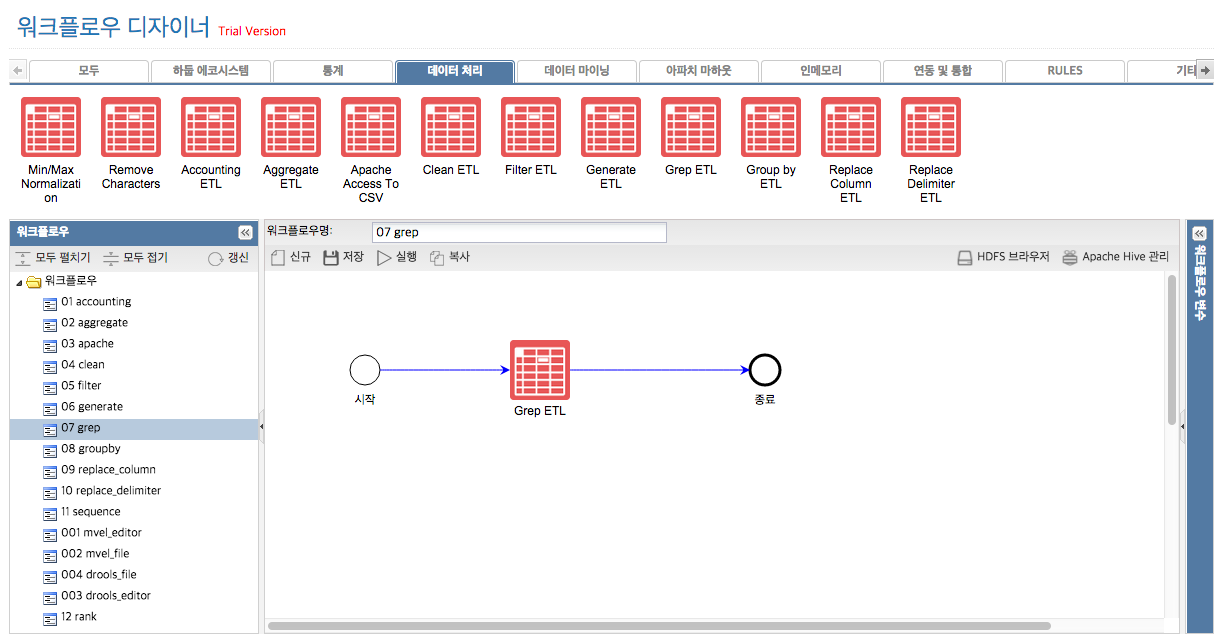 워크플로우 디자이너 Trial Version
모두 하둡 에코시스템 통계 데이터 처리 데이터 마이닝 아파치 마하웃 인메모리 연동 및 통합 RULES 기타
Min/Max
Normalizati
on
Remove
Characters
Accounting
ETL
Aggregate
ETL
Apache
Access To
CSV
Clean ETL
Filter ETL
Generate
ETL
Grep ETL
Group by
ETL
Replace
Column
ETL
Replace
Delimiter
ETL
워크플로우
모두 펼치기 모두 접기 갱신
워크플로우
01 accounting
02 aggregate
03 apache
04 clean
05 filter
06 generate
07 grep
08 groupby
09 replace_column
10 replace_delimiter
11 sequence
001 mvel_editor
002 mvel_file
004 drools_file
003 drools_editor
12 rank
워크플로우명: 07 grep
신규 저장 실행 복사 HDFS 브라우저 Apache Hive 관리
시작
Grep ETL
종료
워크플로우 변수